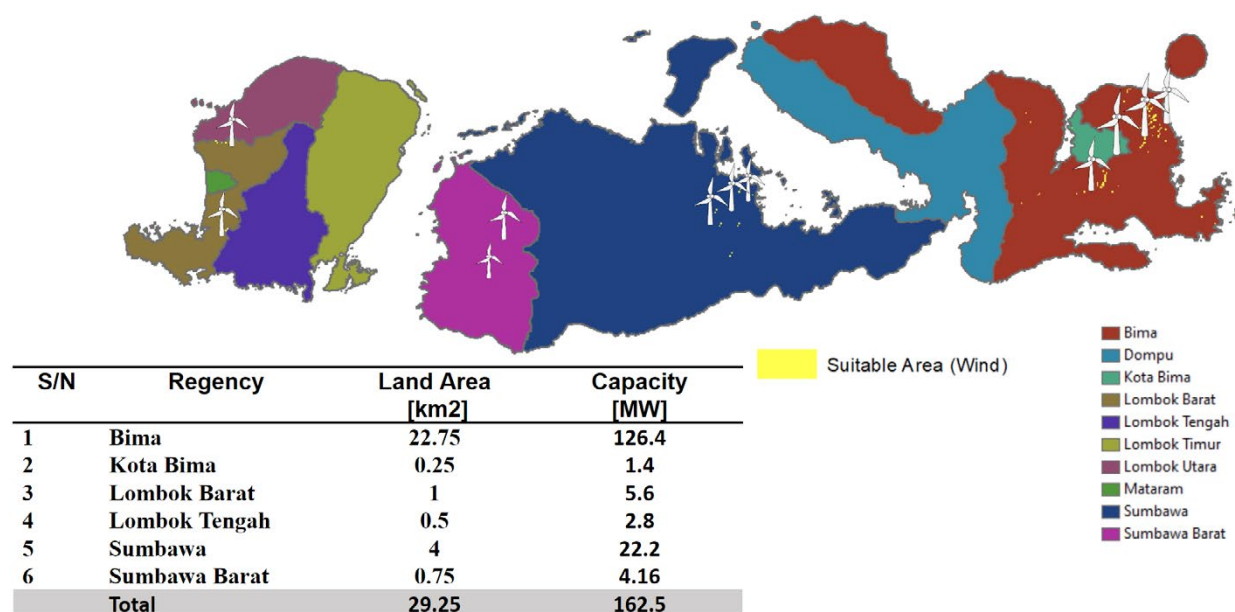 Suitable Area (Wind)
Bima
Dompu
Kota Bima
Lombok Barat
Lombok Tengah
Lombok Timur
Lombok Utara
Mataram
Sumbawa
Sumbawa Barat
S/N Regency Land Area [km2] Capacity [MW]
1 Bima 22.75 126.4
2 Kota Bima 0.25 1.4
3 Lombok Barat 1 5.6
4 Lombok Tengah 0.5 2.8
5 Sumbawa 4 22.2
6 Sumbawa Barat 0.75 4.16
Total 29.25 162.5